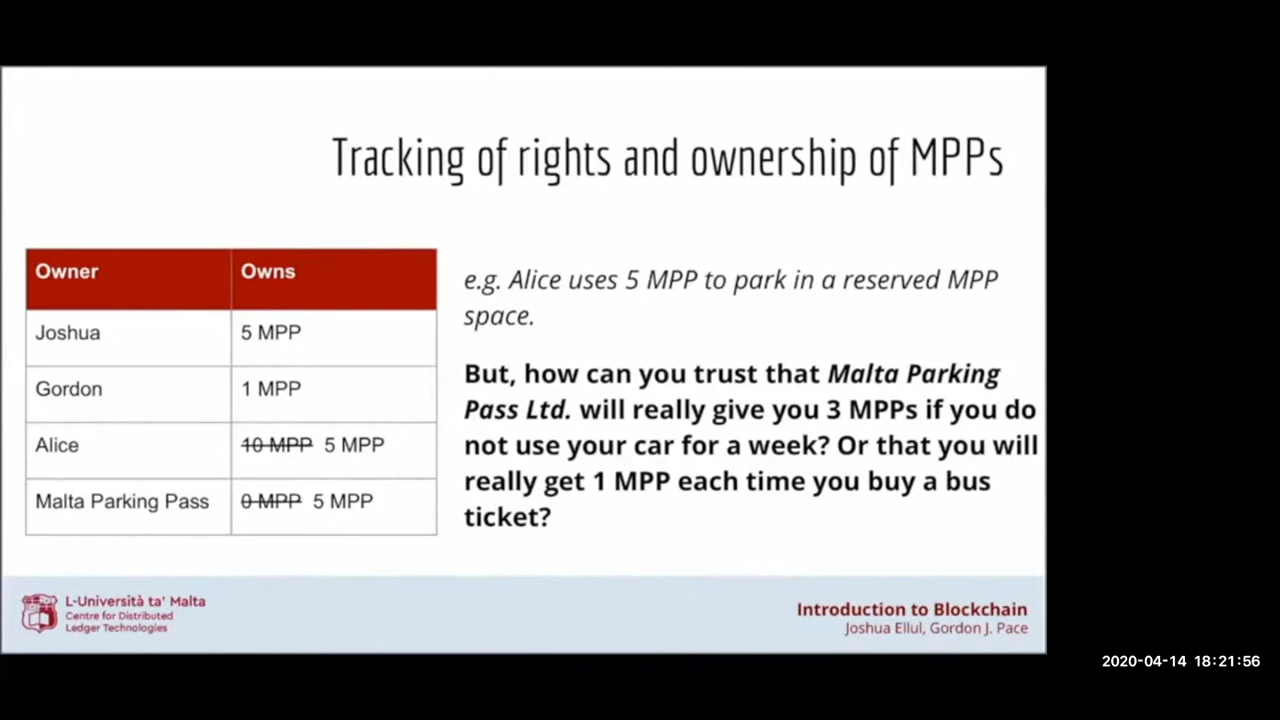 Tracking of rights and ownership of MPPs
Owner Owns
Joshua 5 MPP
Gordon 1 MPP
Alice 10 MPP 5 MPP
Malta Parking Pass 0 MPP 5 MPP
e.g. Alice uses 5 MPP to park in a reserved MPP
space.
But, how can you trust that Malta Parking
Pass Ltd. will really give you 3 MPPs if you do
not use your car for a week? Or that you will
really get 1 MPP each time you buy a bus
ticket?
L-Università ta' Malta
Centre for Distributed
Ledger Technologies
Introduction to Blockchain
Joshua Ellul, Gordon J. Pace
2020-04-14 18:21:56